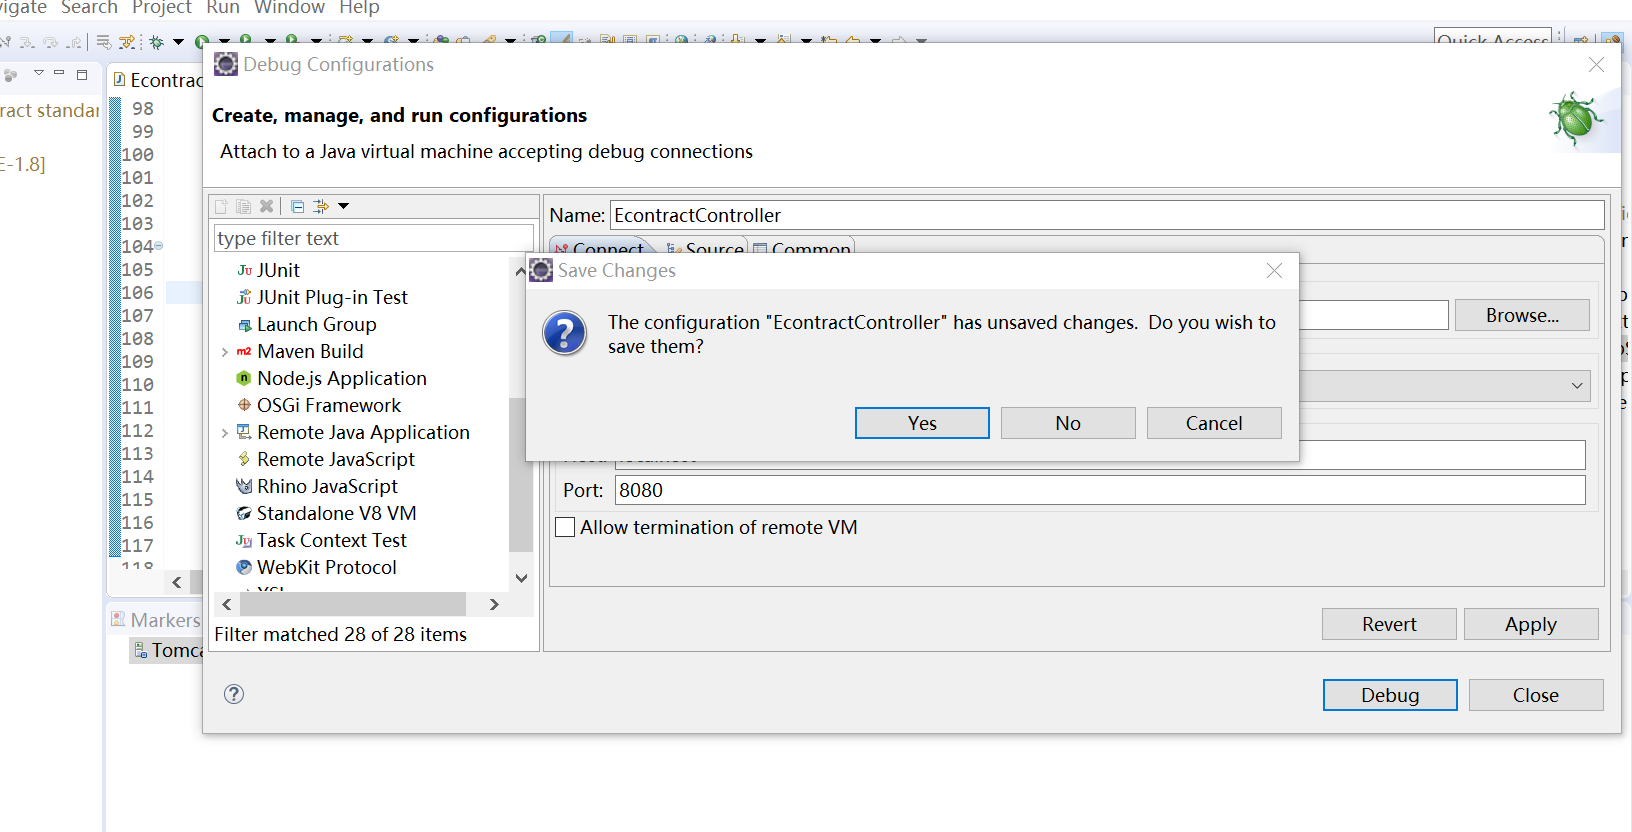 vigate Search Project Run Window Help
Quick Access
Debug Configurations
Create, manage, and run configurations
Attach to a Java virtual machine accepting debug connections
Econtrac
ract standar
E-1.8]
98
99
100
101
102
103
104
105
106
107
108
109
110
111
112
113
114
115
116
117
118
type filter text
JUnit
JUnit Plug-in Test
Launch Group
Maven Build
Node.js Application
OSGi Framework
Remote Java Application
Remote JavaScript
Rhino JavaScript
Standalone V8 VM
Task Context Test
WebKit Protocol
Filter matched 28 of 28 items
Name: EcontractController
Connect Source Common
Browse...
Save Changes
The configuration "EcontractController" has unsaved changes. Do you wish to
save them?
Yes No Cancel
Port: 8080
Allow termination of remote VM
Revert Apply
Debug Close
Markers
Tomca